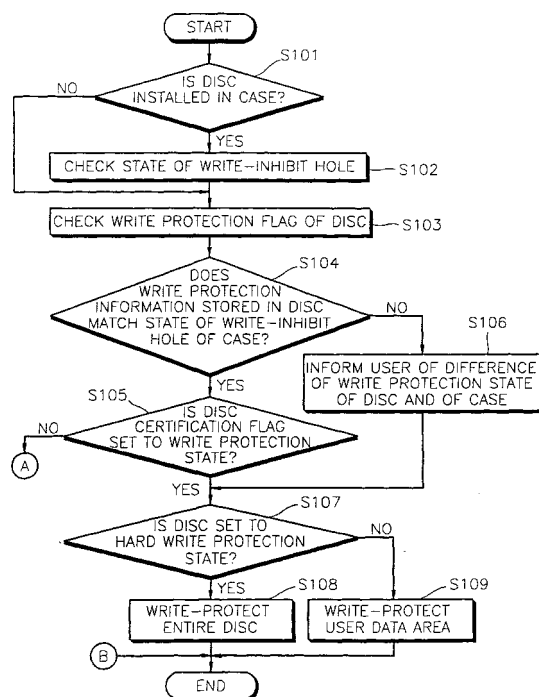 START
S101
IS DISC
INSTALLED IN CASE?
NO
YES
CHECK STATE OF WRITE-INHIBIT HOLE
S102
CHECK WRITE PROTECTION FLAG OF DISC
S103
S104
DOES
WRITE PROTECTION
INFORMATION STORED IN DISC
MATCH STATE OF WRITE-INHIBIT
HOLE OF CASE?
NO
YES
S106
INFORM USER OF DIFFERENCE
OF WRITE PROTECTION STATE
OF DISC AND OF CASE
S105
IS DISC
CERTIFICATION FLAG
SET TO WRITE PROTECTION
STATE?
NO
A
YES
S107
IS DISC SET TO
HARD WRITE PROTECTION
STATE?
NO
YES
S108
WRITE-PROTECT
ENTIRE DISC
S109
WRITE-PROTECT
USER DATA AREA
B
END